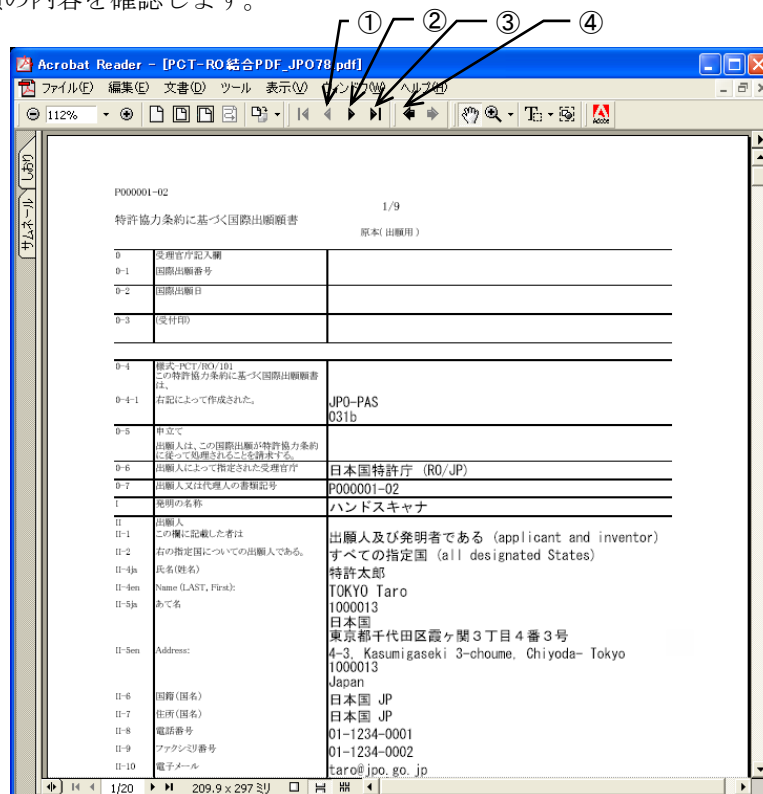 の内容を確認します。
① ② ③ ④
Acrobat Reader - [PCT-RO結合PDF_JPO78.pdf]
ファイル(F) 編集(E) 文書(D) ツール 表示(V) ウィンドウ(W) ヘルプ(H)
112%
Adobe
しおり
サムネール
P000001-02
1/9
特許協力条約に基づく国際出願願書
原本(出願用)
0 受理官庁記入欄
0-1 国際出願番号
0-2 国際出願日
0-3 (受付印)
0-4 様式-PCT/RO/101
この特許協力条約に基づく国際出願願書
は、
0-4-1 右記によって作成された。 JPO-PAS
031b
0-5 申立て
出願人は、この国際出願が特許協力条約
に従って処理されることを請求する。
0-6 出願人によって指定された受理官庁 日本国特許庁 (RO/JP)
0-7 出願人又は代理人の書類記号 P000001-02
I 発明の名称 ハンドスキャナ
II 出願人
II-1 この欄に記載した者は 出願人及び発明者である (applicant and inventor)
II-2 右の指定国についての出願人である。 すべての指定国 (all designated States)
II-4ja 氏名(姓名) 特許太郎
II-4en Name (LAST, First): TOKYO Taro
II-5ja あて名 1000013
日本国
東京都千代田区霞ヶ関3丁目4番3号
II-5en Address: 4-3, Kasumigaseki 3-choume, Chiyoda- Tokyo
1000013
Japan
II-6 国籍(国名) 日本国 JP
II-7 住所(国名) 日本国 JP
II-8 電話番号 01-1234-0001
II-9 ファクシミリ番号 01-1234-0002
II-10 電子メール taro@jpo.go.jp
1/20 209.9 x 297 ミリ